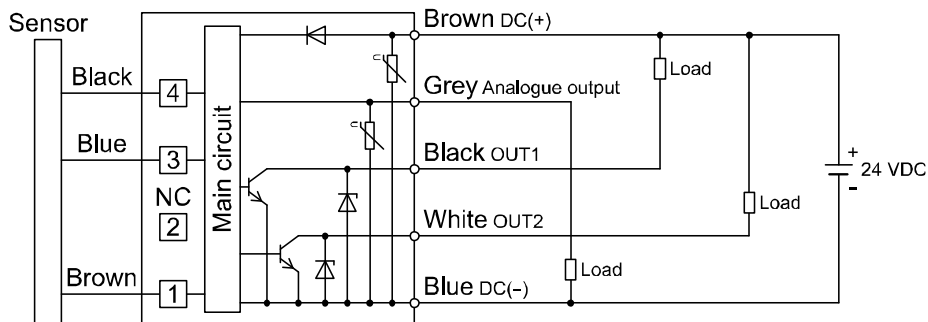 Sensor
Black
4
Blue
3
NC
2
Brown
1
Main circuit
Brown DC(+)
Grey Analogue output
Black OUT1
White OUT2
Blue DC(−)
U
U
Load
Load
Load
+
24 VDC
-